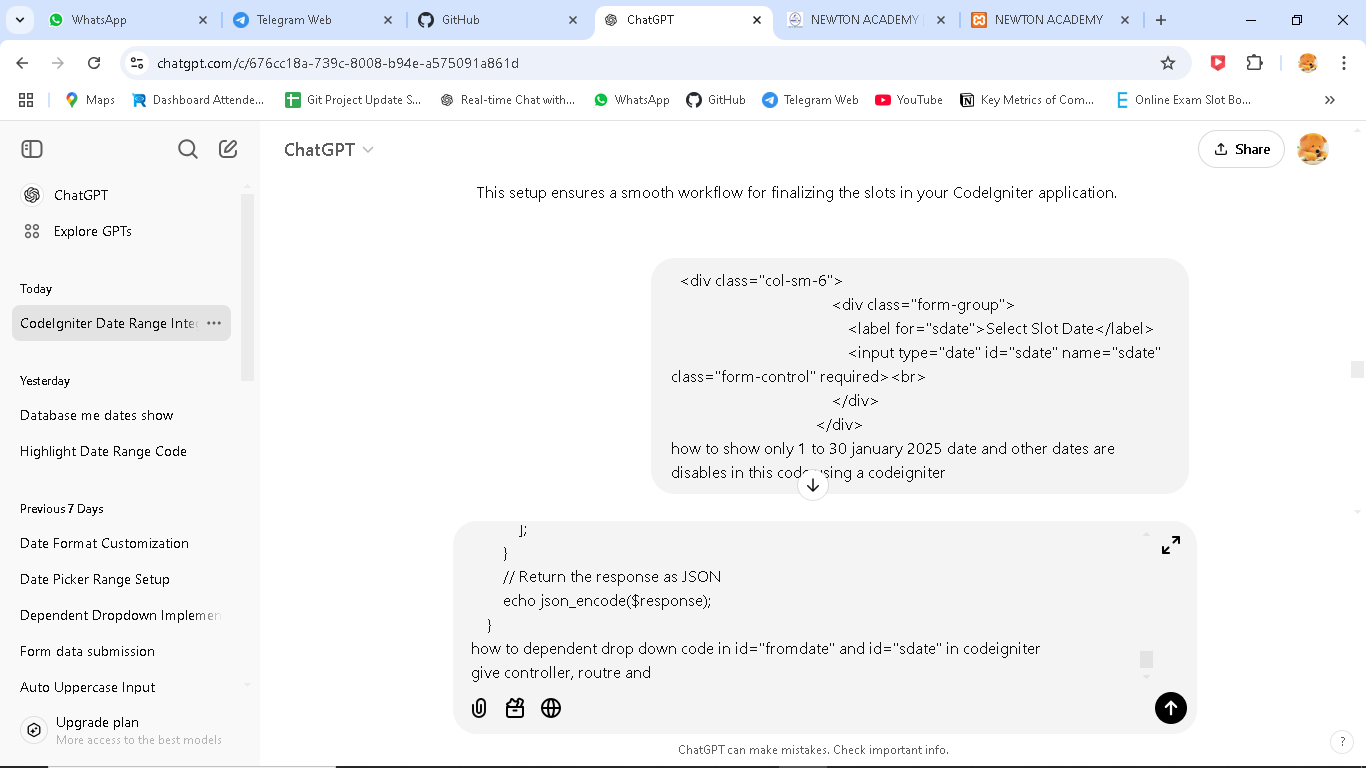 WhatsApp
Telegram Web
GitHub
ChatGPT
NEWTON ACADEMY
NEWTON ACADEMY
chatgpt.com/c/676cc18a-739c-8008-b94e-a575091a861d
Maps
Dashboard Attende...
Git Project Update S...
Real-time Chat with...
WhatsApp
GitHub
Telegram Web
YouTube
Key Metrics of Com...
Online Exam Slot Bo...
ChatGPT
Explore GPTs
Today
CodeIgniter Date Range Inte
Yesterday
Database me dates show
Highlight Date Range Code
Previous 7 Days
Date Format Customization
Date Picker Range Setup
Dependent Dropdown Implemen
Form data submission
Auto Uppercase Input
Upgrade plan
More access to the best models
ChatGPT
Share
This setup ensures a smooth workflow for finalizing the slots in your CodeIgniter application.
<div class="col-sm-6">
<div class="form-group">
<label for="sdate">Select Slot Date</label>
<input type="date" id="sdate" name="sdate"
class="form-control" required><br>
</div>
</div>
how to show only 1 to 30 january 2025 date and other dates are
disables in this code using a codeigniter
];
}
// Return the response as JSON
echo json_encode($response);
}
how to dependent drop down code in id="fromdate" and id="sdate" in codeigniter
give controller, routre and
ChatGPT can make mistakes. Check important info.
?